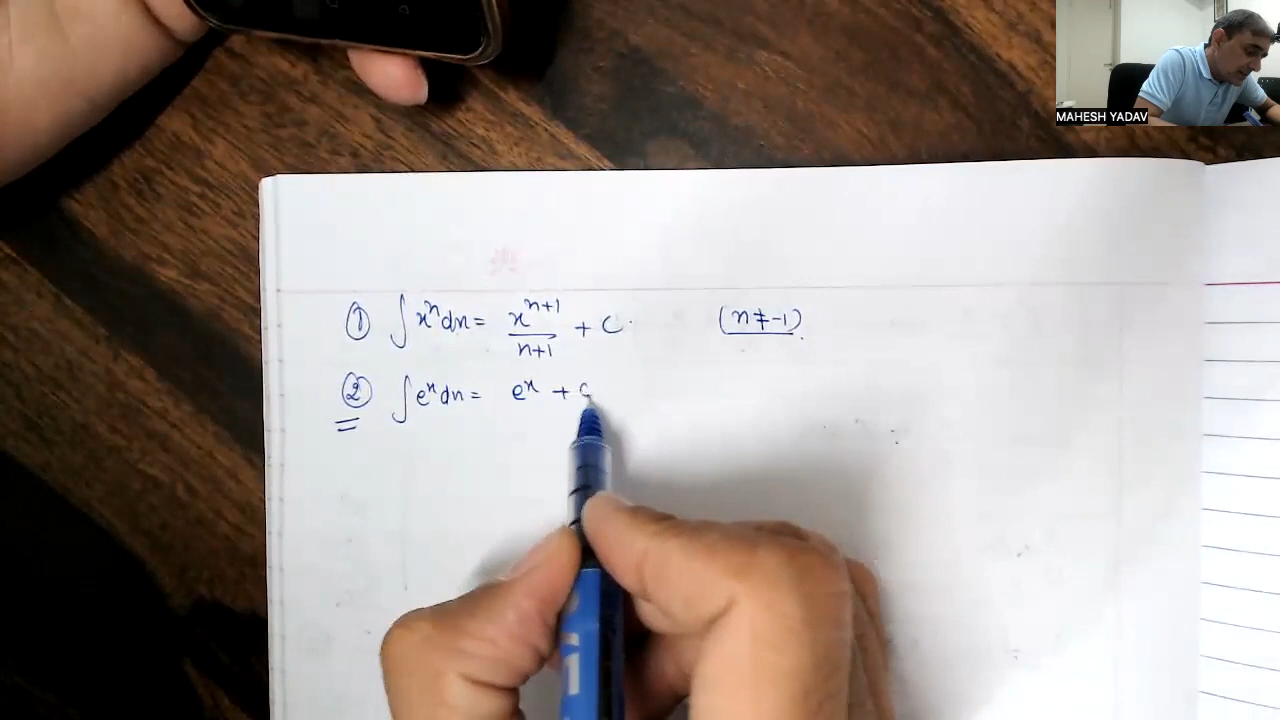 MAHESH YADAV
① ∫xⁿdx = xⁿ⁺¹/n+1 + C. (n≠-1).
② ∫eˣdx = eˣ + c